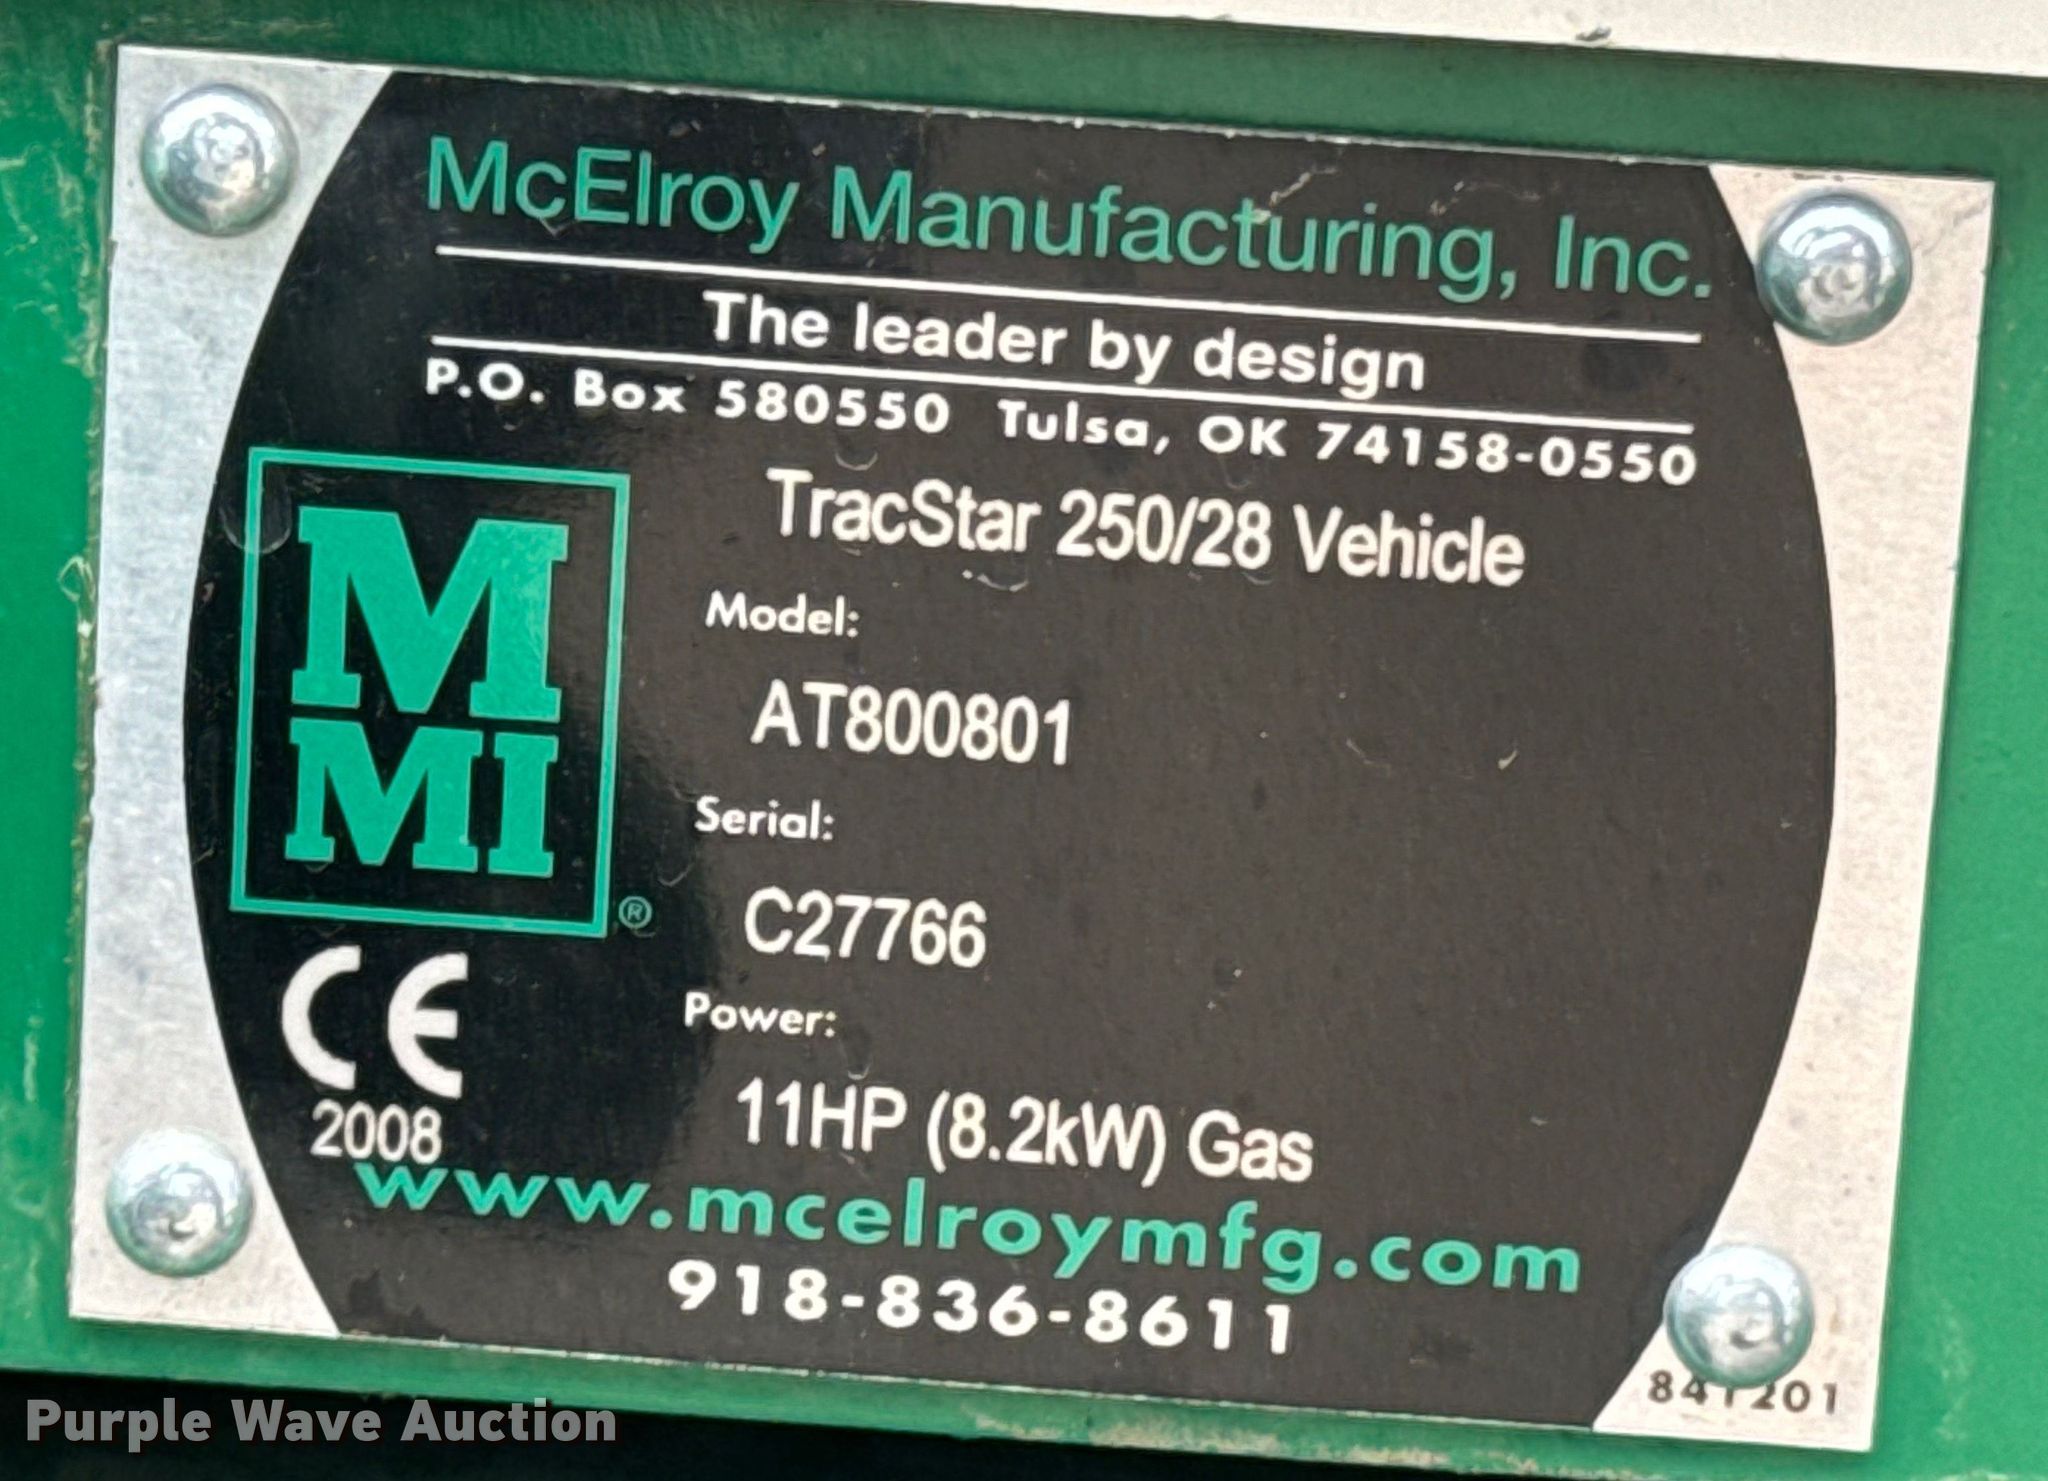 McElroy Manufacturing, Inc.
The leader by design
P.O. Box 580550 Tulsa, OK 74158-0550
TracStar 250/28 Vehicle
Model:
AT800801
Serial:
C27766
Power:
11HP (8.2kW) Gas
M
MI
®
CE
2008
www.mcelroymfg.com
918-836-8611
841201
Purple Wave Auction